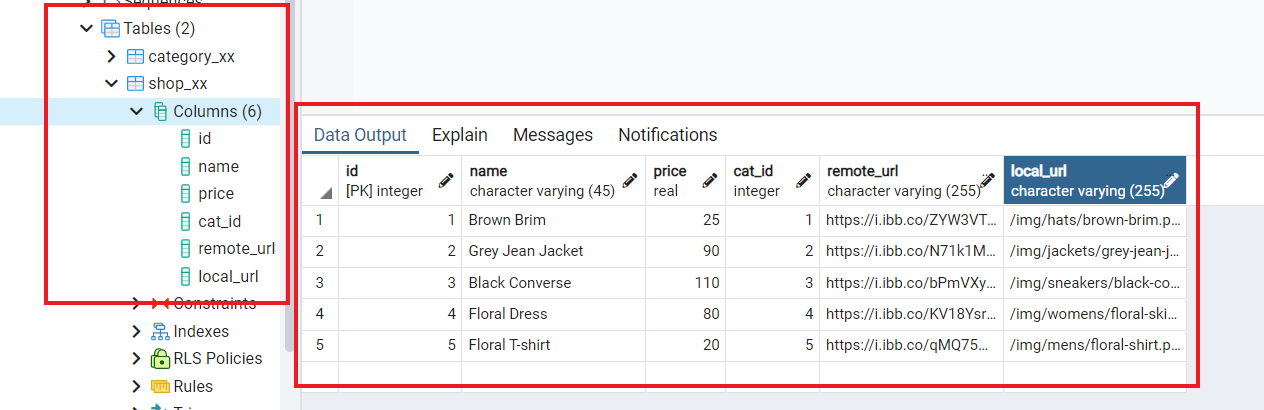 Tables (2)
category_xx
shop_xx
Columns (6)
id
name
price
cat_id
remote_url
local_url
Constraints
Indexes
RLS Policies
Rules
Data Output Explain Messages Notifications
id name price cat_id remote_url local_url
[PK] integer character varying (45) real integer character varying (255) character varying (255)
1 1 Brown Brim 25 1 https://i.ibb.co/ZYW3VT... /img/hats/brown-brim.p...
2 2 Grey Jean Jacket 90 2 https://i.ibb.co/N71k1M... /img/jackets/grey-jean-j...
3 3 Black Converse 110 3 https://i.ibb.co/bPmVXy... /img/sneakers/black-co...
4 4 Floral Dress 80 4 https://i.ibb.co/KV18Ysr... /img/womens/floral-ski...
5 5 Floral T-shirt 20 5 https://i.ibb.co/qMQ75... /img/mens/floral-shirt.p...